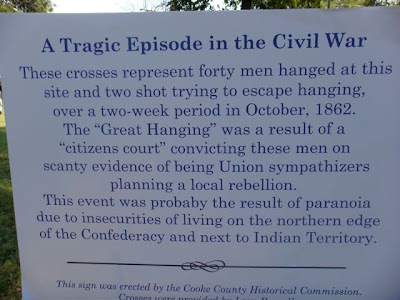 A Tragic Episode in the Civil War
These crosses represent forty men hanged at this
site and two shot trying to escape hanging,
over a two-week period in October, 1862.
The "Great Hanging" was a result of a
"citizens court" convicting these men on
scanty evidence of being Union sympathizers
planning a local rebellion.
This event was probaby the result of paranoia
due to insecurities of living on the northern edge
of the Confederacy and next to Indian Territory.
This sign was erected by the Cooke County Historical Commission.
Crosses were provided by